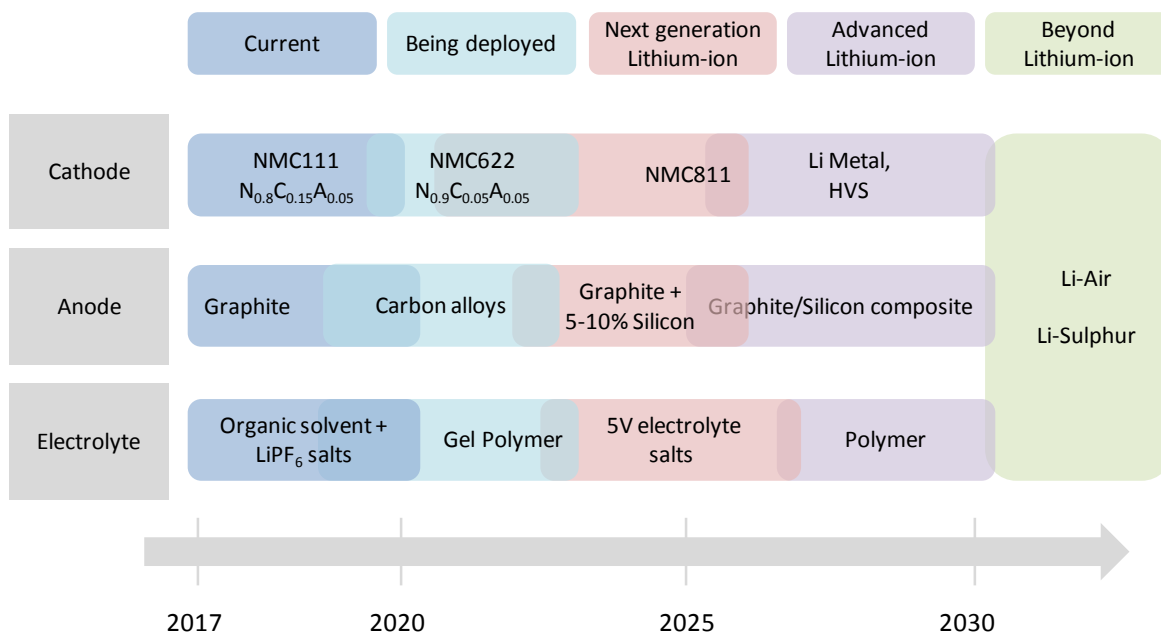 Current
Being deployed
Next generation
Lithium-ion
Advanced
Lithium-ion
Beyond
Lithium-ion
Cathode
NMC111
N₀.₈C₀.₁₅A₀.₀₅
NMC622
N₀.₉C₀.₀₅A₀.₀₅
NMC811
Li Metal,
HVS
Anode
Graphite
Carbon alloys
Graphite +
5-10% Silicon
Graphite/Silicon composite
Li-Air
Li-Sulphur
Electrolyte
Organic solvent +
LiPF₆ salts
Gel Polymer
5V electrolyte
salts
Polymer
2017
2020
2025
2030